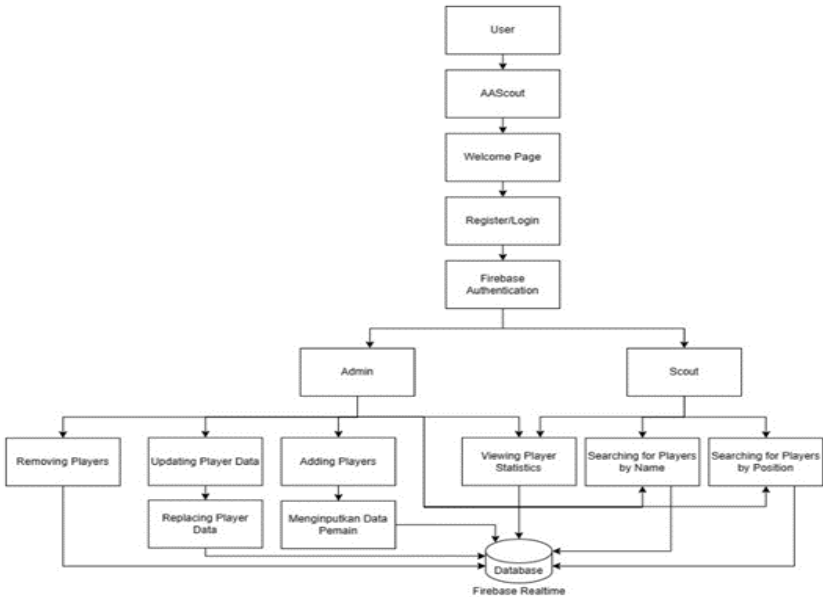 User
AAScout
Welcome Page
Register/Login
Firebase
Authentication
Admin
Scout
Removing Players
Updating Player Data
Adding Players
Viewing Player
Statistics
Searching for Players
by Name
Searching for Players
by Position
Replacing Player
Data
Menginputkan Data
Pemain
Database
Firebase Realtime